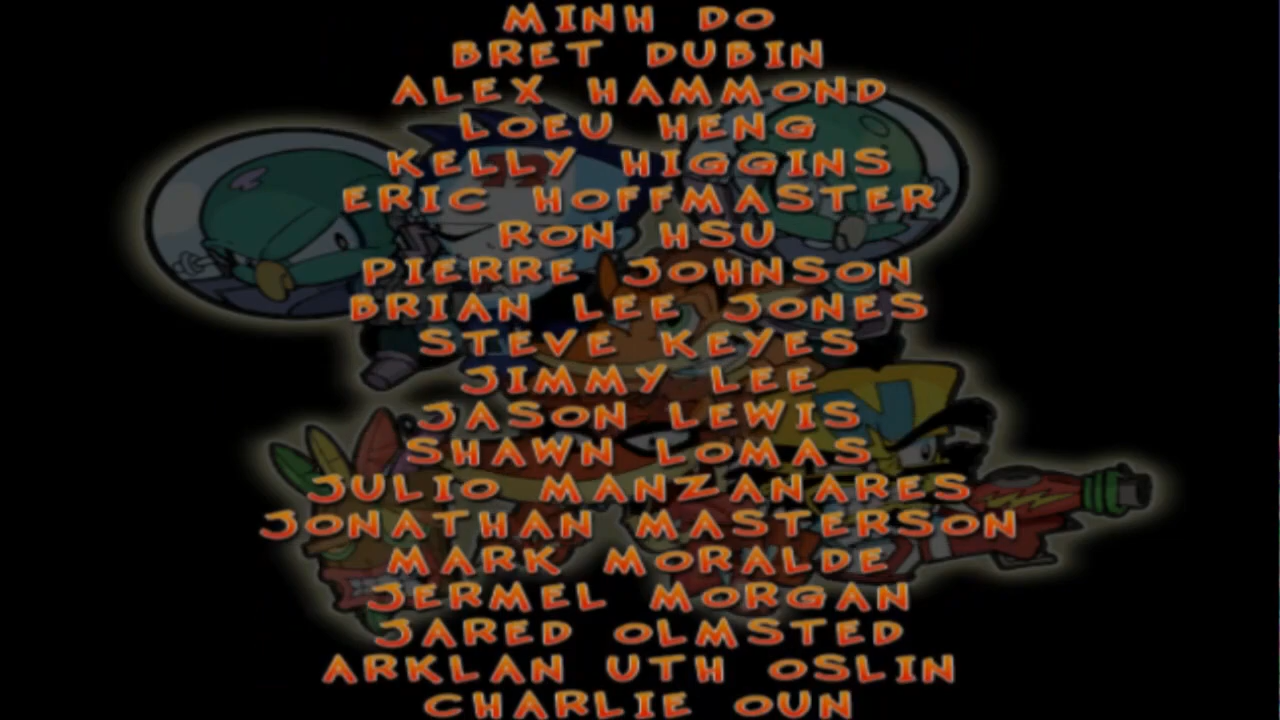 MINH DO
BRET DUBIN
ALEX HAMMOND
LOEU HENG
KELLY HIGGINS
ERIC HOFFMASTER
RON HSU
PIERRE JOHNSON
BRIAN LEE JONES
STEVE KEYES
JIMMY LEE
JASON LEWIS
SHAWN LOMAS
JULIO MANZANARES
JONATHAN MASTERSON
MARK MORALDE
JERMEL MORGAN
JARED OLMSTED
ARKLAN UTH OSLIN
CHARLIE OUN